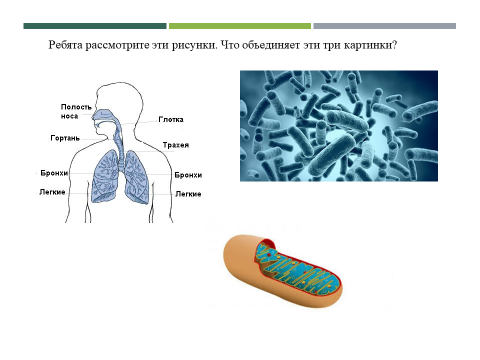 Ребята рассмотрите эти рисунки. Что объединяет эти три картинки?
Полость
носа
Глотка
Гортань
Трахея
Бронхи
Бронхи
Легкие
Легкие